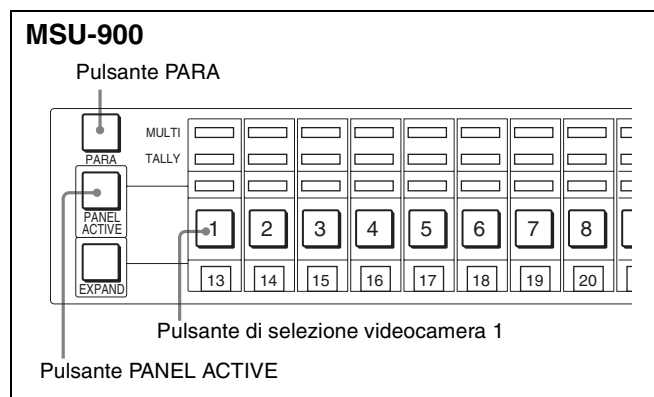 MSU-900
Pulsante PARA
MULTI
PARA TALLY
PANEL
ACTIVE
1 2 3 4 5 6 7 8
EXPAND 13 14 15 16 17 18 19 20
Pulsante di selezione videocamera 1
Pulsante PANEL ACTIVE